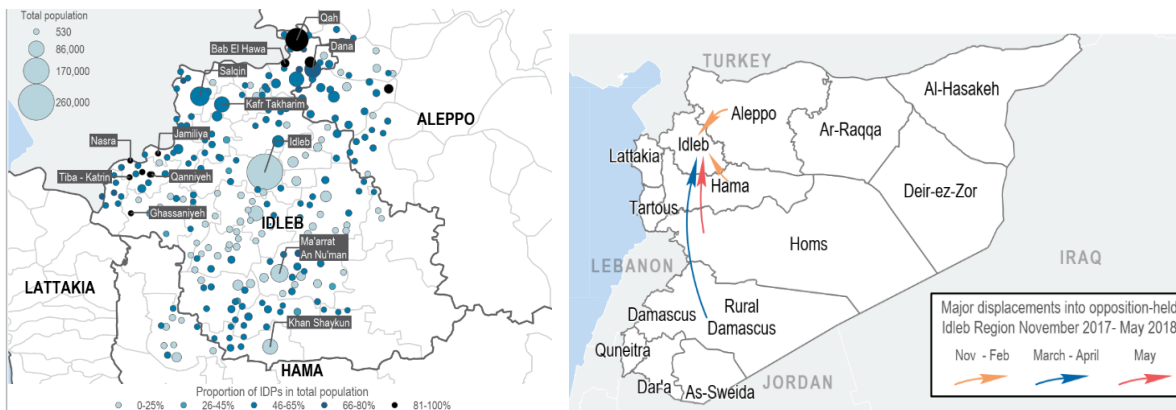 Total population
530
86,000
170,000
260,000
Qah
Bab El Hawa
Dana
Salqin
Kafr Takharim
ALEPPO
Nasra
Jamiliya
Idleb
Tiba - Katrin
Qanniyeh
Ghassaniyeh
IDLEB
Ma'arrat
An Nu'man
LATTAKIA
Khan Shaykun
HAMA
Proportion of IDPs in total population
0-25% 26-45% 46-65% 66-80% 81-100%
TURKEY
Al-Hasakeh
Aleppo
Ar-Raqqa
Idleb
Lattakia
Hama
Deir-ez-Zor
Tartous
Homs
LEBANON
IRAQ
Damascus
Rural
Damascus
Quneitra
Dar'a
As-Sweida
JORDAN
Major displacements into opposition-held
Idleb Region November 2017- May 2018
Nov - Feb March - April May